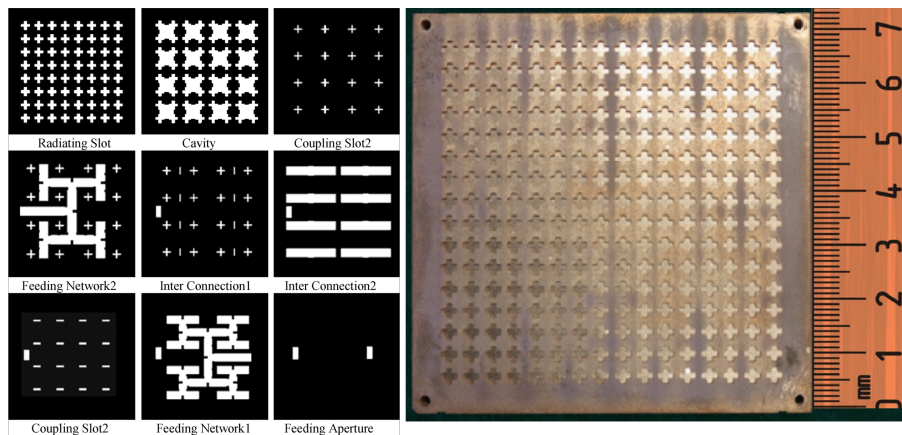 Radiating Slot
Cavity
Coupling Slot2
Feeding Network2
Inter Connection1
Inter Connection2
Coupling Slot2
Feeding Network1
Feeding Aperture
7
6
5
4
3
2
1
mm
0